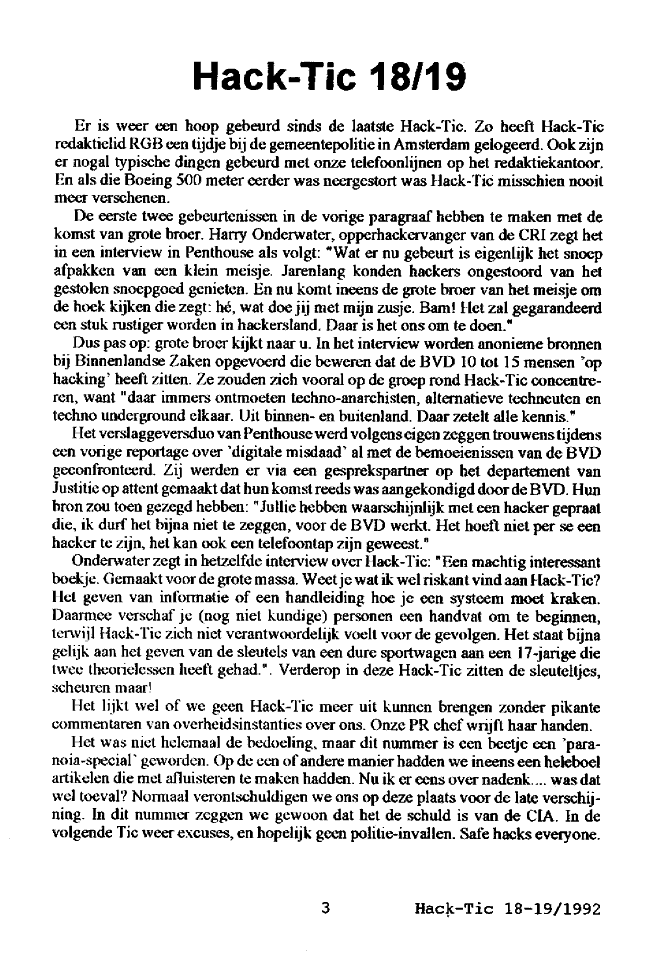 Hack-Tic 18/19
Er is weer een hoop gebeurd sinds de laatste Hack-Tic. Zo heeft Hack-Tic
redaktielid RGB een tijdje bij de gemeentepolitie in Amsterdam gelogeerd. Ook zijn
er nogal typische dingen gebeurd met onze telefoonlijnen op het redaktiekantoor.
En als die Boeing 500 meter eerder was neergestort was Hack-Tic misschien nooit
meer verschenen.
De eerste twee gebeurtenissen in de vorige paragraaf hebben te maken met de
komst van grote broer. Harry Onderwater, opperhackervanger van de CRI zegt het
in een interview in Penthouse als volgt: "Wat er nu gebeurt is eigenlijk het snoep
afpakken van een klein meisje. Jarenlang konden hackers ongestoord van het
gestolen snoepgoed genieten. En nu komt ineens de grote broer van het meisje om
de hoek kijken die zegt: hé, wat doe jij met mijn zusje. Bam! Het zal gegarandeerd
een stuk rustiger worden in hackersland. Daar is het ons om te doen."
Dus pas op: grote broer kijkt naar u. In het interview worden anonieme bronnen
bij Binnenlandse Zaken opgevoerd die beweren dat de BVD 10 tot 15 mensen 'op
hacking' heeft zitten. Ze zouden zich vooral op de groep rond Hack-Tic concentre-
ren, want "daar immers ontmoeten techno-anarchisten, alternatieve techneuten en
techno underground elkaar. Uit binnen- en buitenland. Daar zetelt alle kennis."
Het verslaggeversduo van Penthouse werd volgens eigen zeggen trouwens tijdens
een vorige reportage over 'digitale misdaad' al met de bemoeienissen van de BVD
geconfronteerd. Zij werden er via een gesprekspartner op het departement van
Justitie op attent gemaakt dat hun komst reeds was aangekondigd door de BVD. Hun
bron zou toen gezegd hebben: "Jullie hebben waarschijnlijk met een hacker gepraat
die, ik durf het bijna niet te zeggen, voor de BVD werkt. Het hoeft niet per se een
hacker te zijn, het kan ook een telefoontap zijn geweest."
Onderwater zegt in hetzelfde interview over Hack-Tic: "Een machtig interessant
boekje. Gemaakt voor de grote massa. Weet je wat ik wel riskant vind aan Hack-Tic?
Het geven van informatie of een handleiding hoe je een systeem moet kraken.
Daarmee verschaf je (nog niet kundige) personen een handvat om te beginnen,
terwijl Hack-Tic zich niet verantwoordelijk voelt voor de gevolgen. Het staat bijna
gelijk aan het geven van de sleutels van een dure sportwagen aan een 17-jarige die
twee theorielessen heeft gehad.". Verderop in deze Hack-Tic zitten de sleuteltjes,
scheuren maar!
Het lijkt wel of we geen Hack-Tic meer uit kunnen brengen zonder pikante
commentaren van overheidsinstanties over ons. Onze PR chef wrijft haar handen.
Het was niet helemaal de bedoeling, maar dit nummer is een beetje een 'para-
noia-special' geworden. Op de een of andere manier hadden we ineens een heleboel
artikelen die met afluisteren te maken hadden. Nu ik er eens over nadenk.... was dat
wel toeval? Normaal verontschuldigen we ons op deze plaats voor de late verschij-
ning. In dit nummer zeggen we gewoon dat het de schuld is van de CIA. In de
volgende Tic weer excuses, en hopelijk geen politie-invallen. Safe hacks everyone.
3 Hack-Tic 18-19/1992